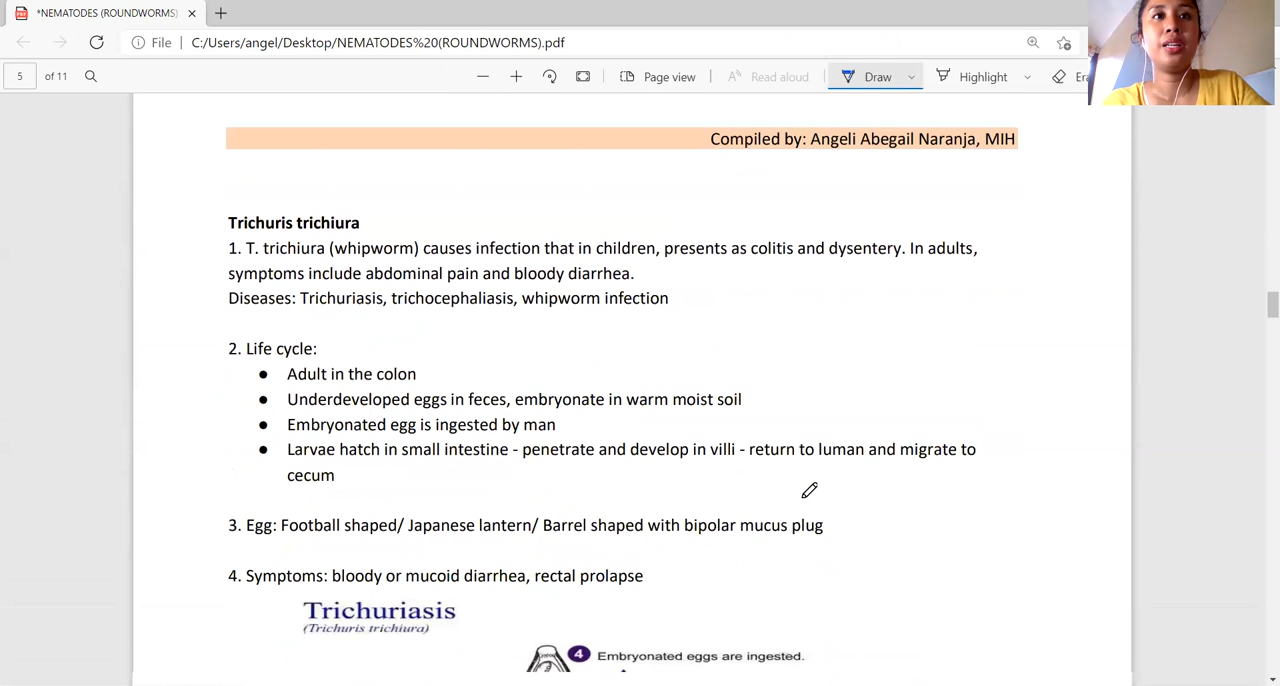 *NEMATODES (ROUNDWORMS)
File C:/Users/angel/Desktop/NEMATODES%20(ROUNDWORMS).pdf
5 of 11 Page view Read aloud Draw Highlight Era
Compiled by: Angeli Abegail Naranja, MIH
Trichuris trichiura
1. T. trichiura (whipworm) causes infection that in children, presents as colitis and dysentery. In adults,
symptoms include abdominal pain and bloody diarrhea.
Diseases: Trichuriasis, trichocephaliasis, whipworm infection
2. Life cycle:
● Adult in the colon
● Underdeveloped eggs in feces, embryonate in warm moist soil
● Embryonated egg is ingested by man
● Larvae hatch in small intestine - penetrate and develop in villi - return to luman and migrate to
cecum
3. Egg: Football shaped/ Japanese lantern/ Barrel shaped with bipolar mucus plug
4. Symptoms: bloody or mucoid diarrhea, rectal prolapse
Trichuriasis
(Trichuris trichiura)
4 Embryonated eggs are ingested.